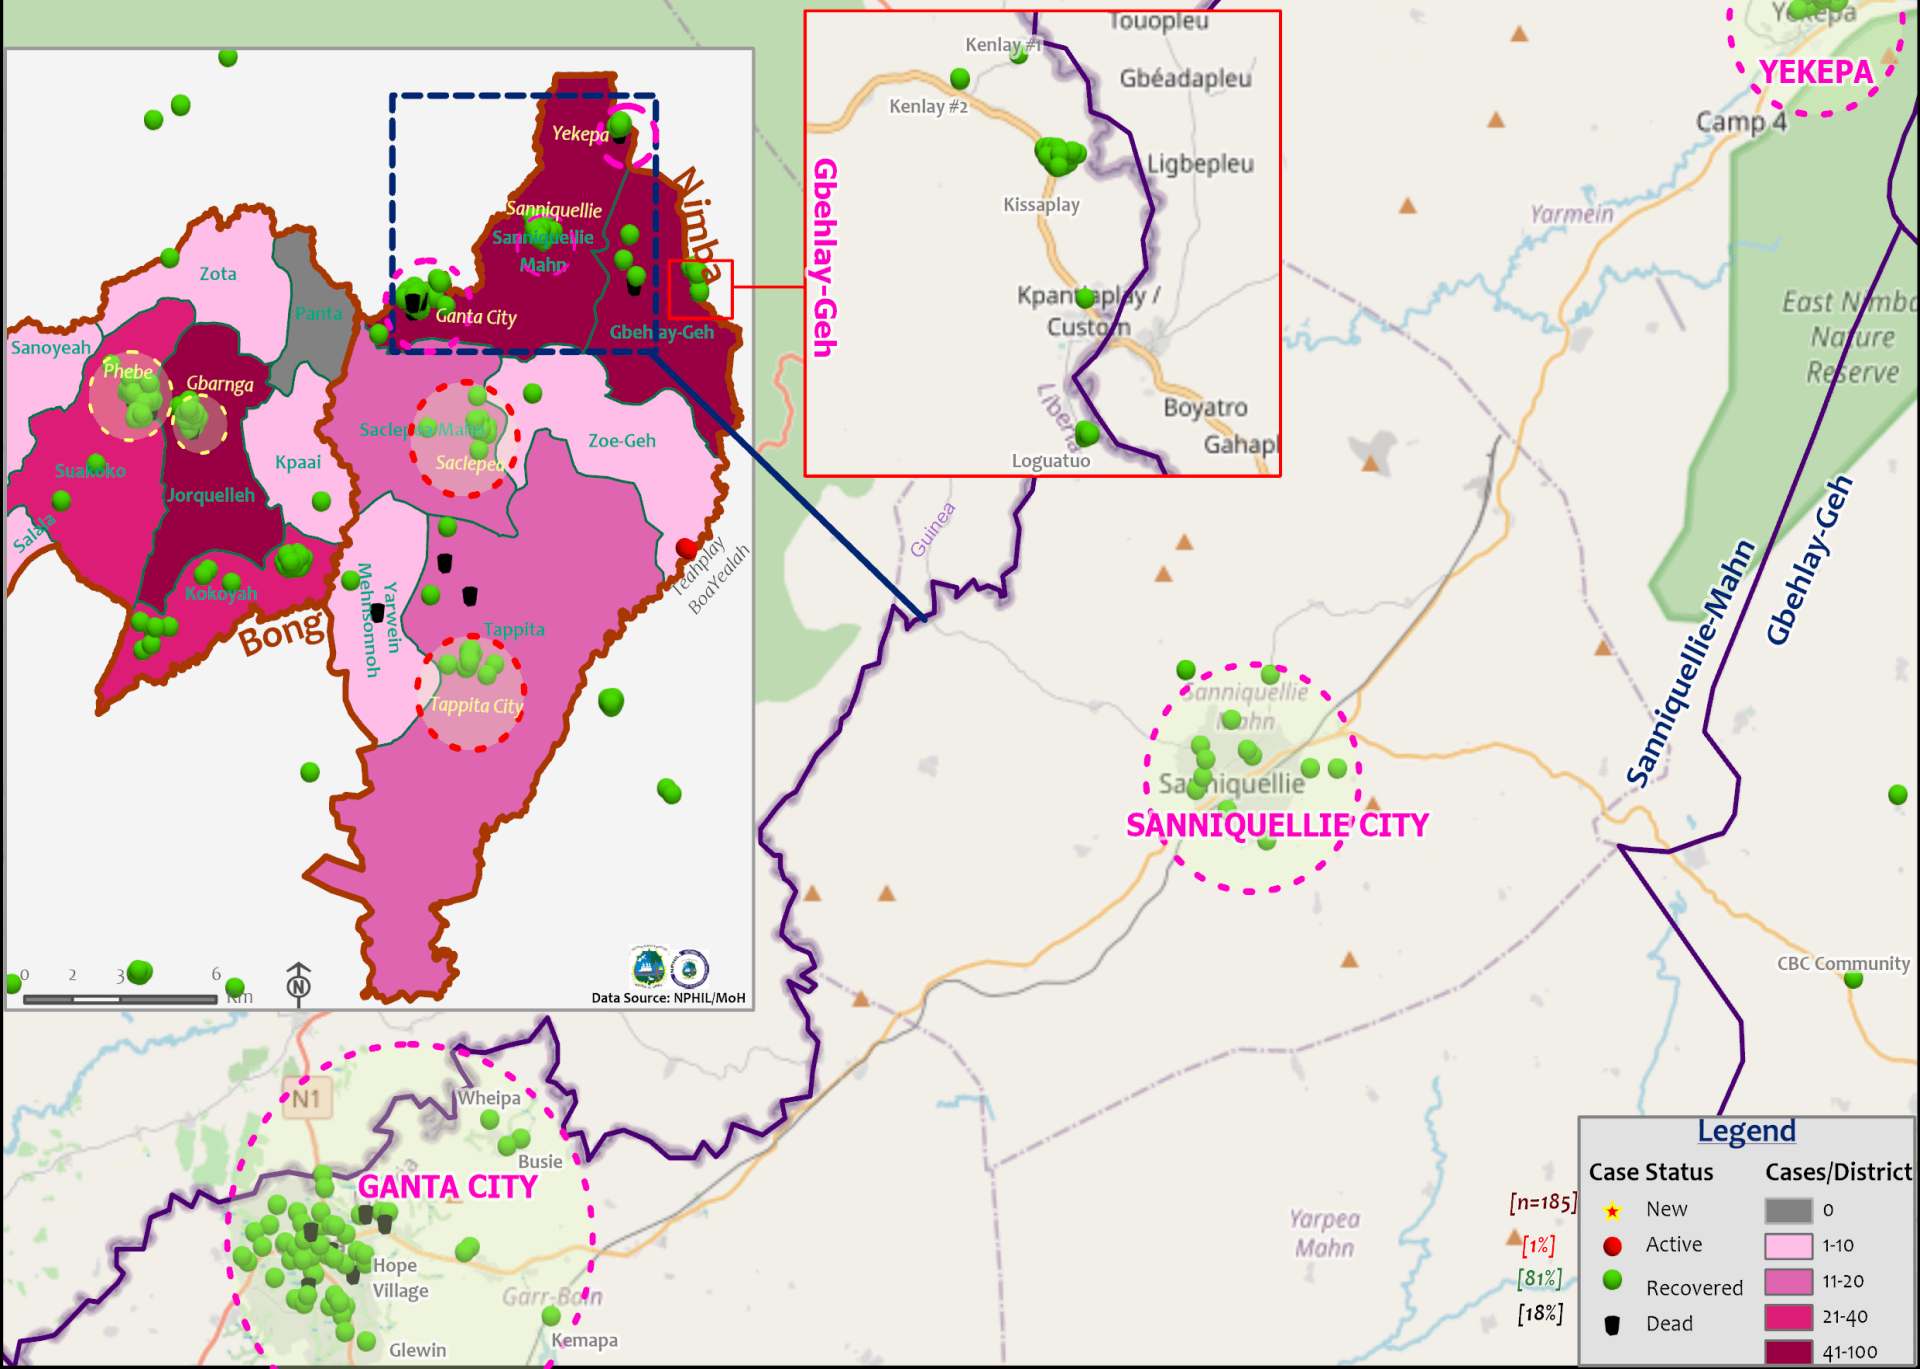 Touopleu
Kenlay #1
Gbéadapleu
Kenlay #2
Ligbepleu
Kissaplay
Gbehlay-Geh
Custom
Liberia
Boyatro
Gahapl
Loguatuo
Yekepa
YEKEPA
Camp 4
Yarmein
East Nimba
Nature
Reserve
Nimba
Yekepa
Sanniquellie
Sanniquellie
Mahn
Ganta City
Gbehlay-Geh
Zota
Panta
Sanoyeah
Phebe
Gbarnga
Suakoko
Jorquelleh
Kpaai
Salala
Kokoyah
Bong
Saclepea Mahn
Saclepea
Zoe-Geh
Yarwein
Mehnsonnoh
Tappita
Tappita City
Teahplay
BoaYealah
0 2 3 6
Km
N
Data Source: NPHIL/MoH
Guinea
Sanniquellie-Mahn
Gbehlay-Geh
Sanniquellie
Mahn
Sanniquellie
SANNIQUELLIE CITY
CBC Community
N1
Wheipa
Busie
GANTA CITY
Hope
Village
Garr-Bain
Kemapa
Glewin
Yarpea
Mahn
Legend
Case Status
Cases/District
[n=185]
New
0
[1%]
Active
1-10
[81%]
Recovered
11-20
[18%]
Dead
21-40
41-100